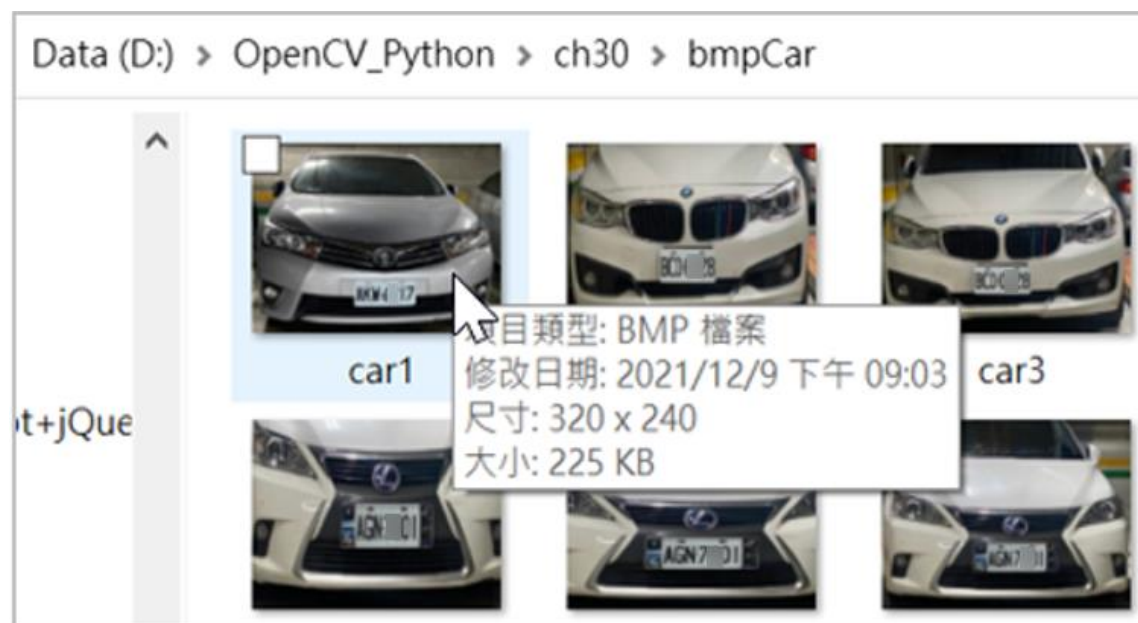 Data (D:) > OpenCV_Python > ch30 > bmpCar
car1
項目類型: BMP 檔案
修改日期: 2021/12/9 下午 09:03
尺寸: 320 x 240
大小: 225 KB
car3
t+jQue